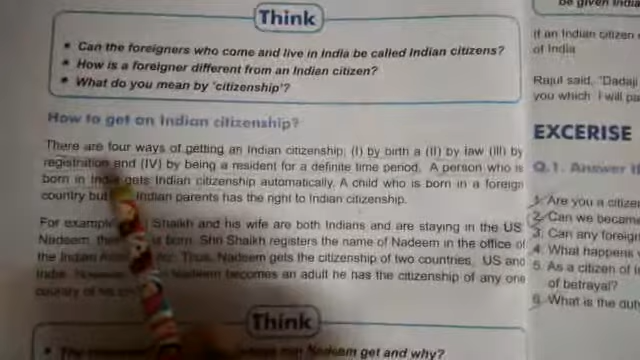 Think
• Can the foreigners who come and live in India be called Indian citizens?
• How is a foreigner different from an Indian citizen?
• What do you mean by 'citizenship'?
How to get an Indian citizenship?
There are four ways of getting an Indian citizenship, (I) by birth a (II) by law (III) by
registration and (IV) by being a resident for a definite time period. A person who is
born in India gets Indian citizenship automatically. A child who is born in a foreign
country but Indian parents has the right to Indian citizenship.
For example Shaikh and his wife are both Indians and are staying in the US
Nadeem, is born. Shri Shaikh registers the name of Nadeem in the office of
the Indian Thus, Nadeem gets the citizenship of two countries, US and
India. Nadeem becomes an adult he has the citizenship of any one
country of his
Think
Nadeem get and why?
be given India
If an Indian citizen
of India
Rajul said, "Dadaji
you which I will pa
EXCERISE
Q.1. Answer t
1. Are you a citize
2. Can we becam
3. Can any foreig
4. What happens
5. As a citizen of I
of betrayal?
6. What is the dut